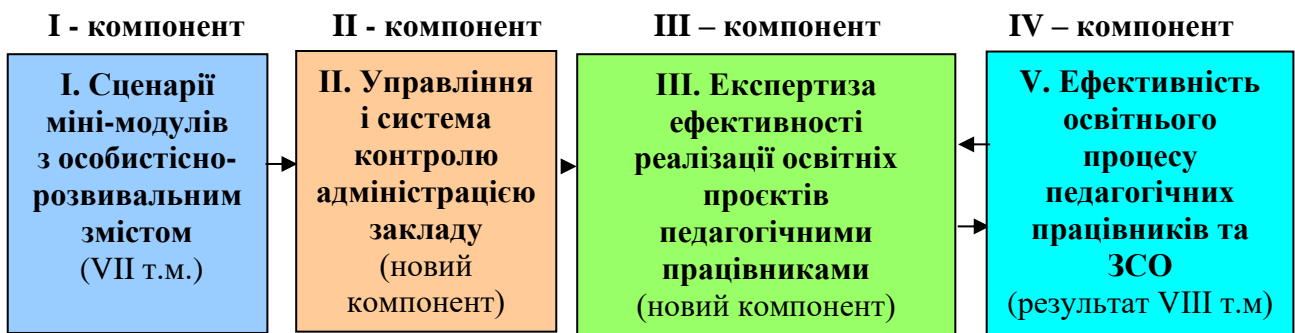 I - компонент
II - компонент
III – компонент
IV – компонент
I. Сценарії
міні-модулів
з особистісно-
розвивальним
змістом
(VII т.м.)
II. Управління
і система
контролю
адміністрацією
закладу
(новий
компонент)
III. Експертиза
ефективності
реалізації освітніх
проєктів
педагогічними
працівниками
(новий компонент)
V. Ефективність
освітнього
процесу
педагогічних
працівників та
ЗСО
(результат VIII т.м)